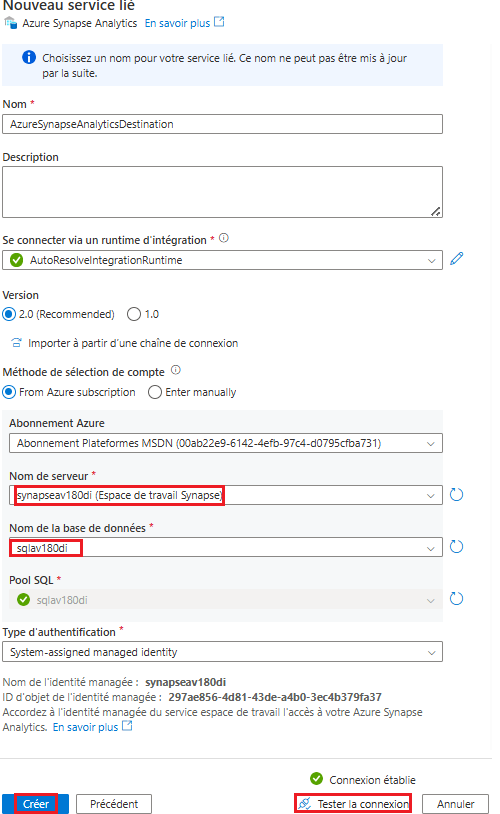 Nouveau service lié
Azure Synapse Analytics En savoir plus
Choisissez un nom pour votre service lié. Ce nom ne peut pas être mis à jour
par la suite.
Nom *
AzureSynapseAnalyticsDestination
Description
Se connecter via un runtime d'intégration *
AutoResolveIntegrationRuntime
Version
2.0 (Recommended) 1.0
Importer à partir d'une chaîne de connexion
Méthode de sélection de compte
From Azure subscription Enter manually
Abonnement Azure
Abonnement Plateformes MSDN (00ab22e9-6142-4efb-97c4-d0795cfba731)
Nom de serveur *
synapseav180di (Espace de travail Synapse)
Nom de la base de données *
sqlav180di
Pool SQL *
sqlav180di
Type d'authentification *
System-assigned managed identity
Nom de l'identité managée : synapseav180di
ID d'objet de l'identité managée : 297ae856-4d81-43de-a4b0-3ec4b379fa37
Accordez à l'identité managée du service espace de travail l'accès à votre Azure Synapse
Analytics. En savoir plus
Connexion établie
Créer Précédent Tester la connexion Annuler